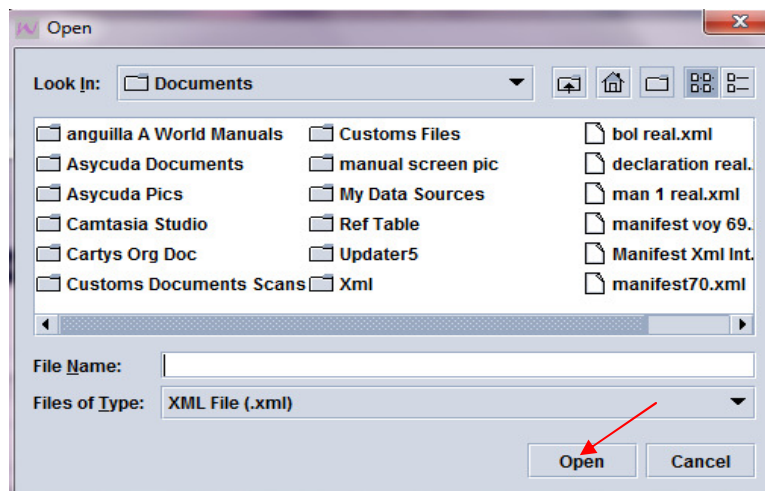 Open
Look In: Documents
anguilla A World Manuals Customs Files bol real.xml
Asycuda Documents manual screen pic declaration real.
Asycuda Pics My Data Sources man 1 real.xml
Camtasia Studio Ref Table manifest voy 69.
Cartys Org Doc Updater5 Manifest Xml Int.
Customs Documents Scans Xml manifest70.xml
File Name:
Files of Type: XML File (.xml)
Open Cancel